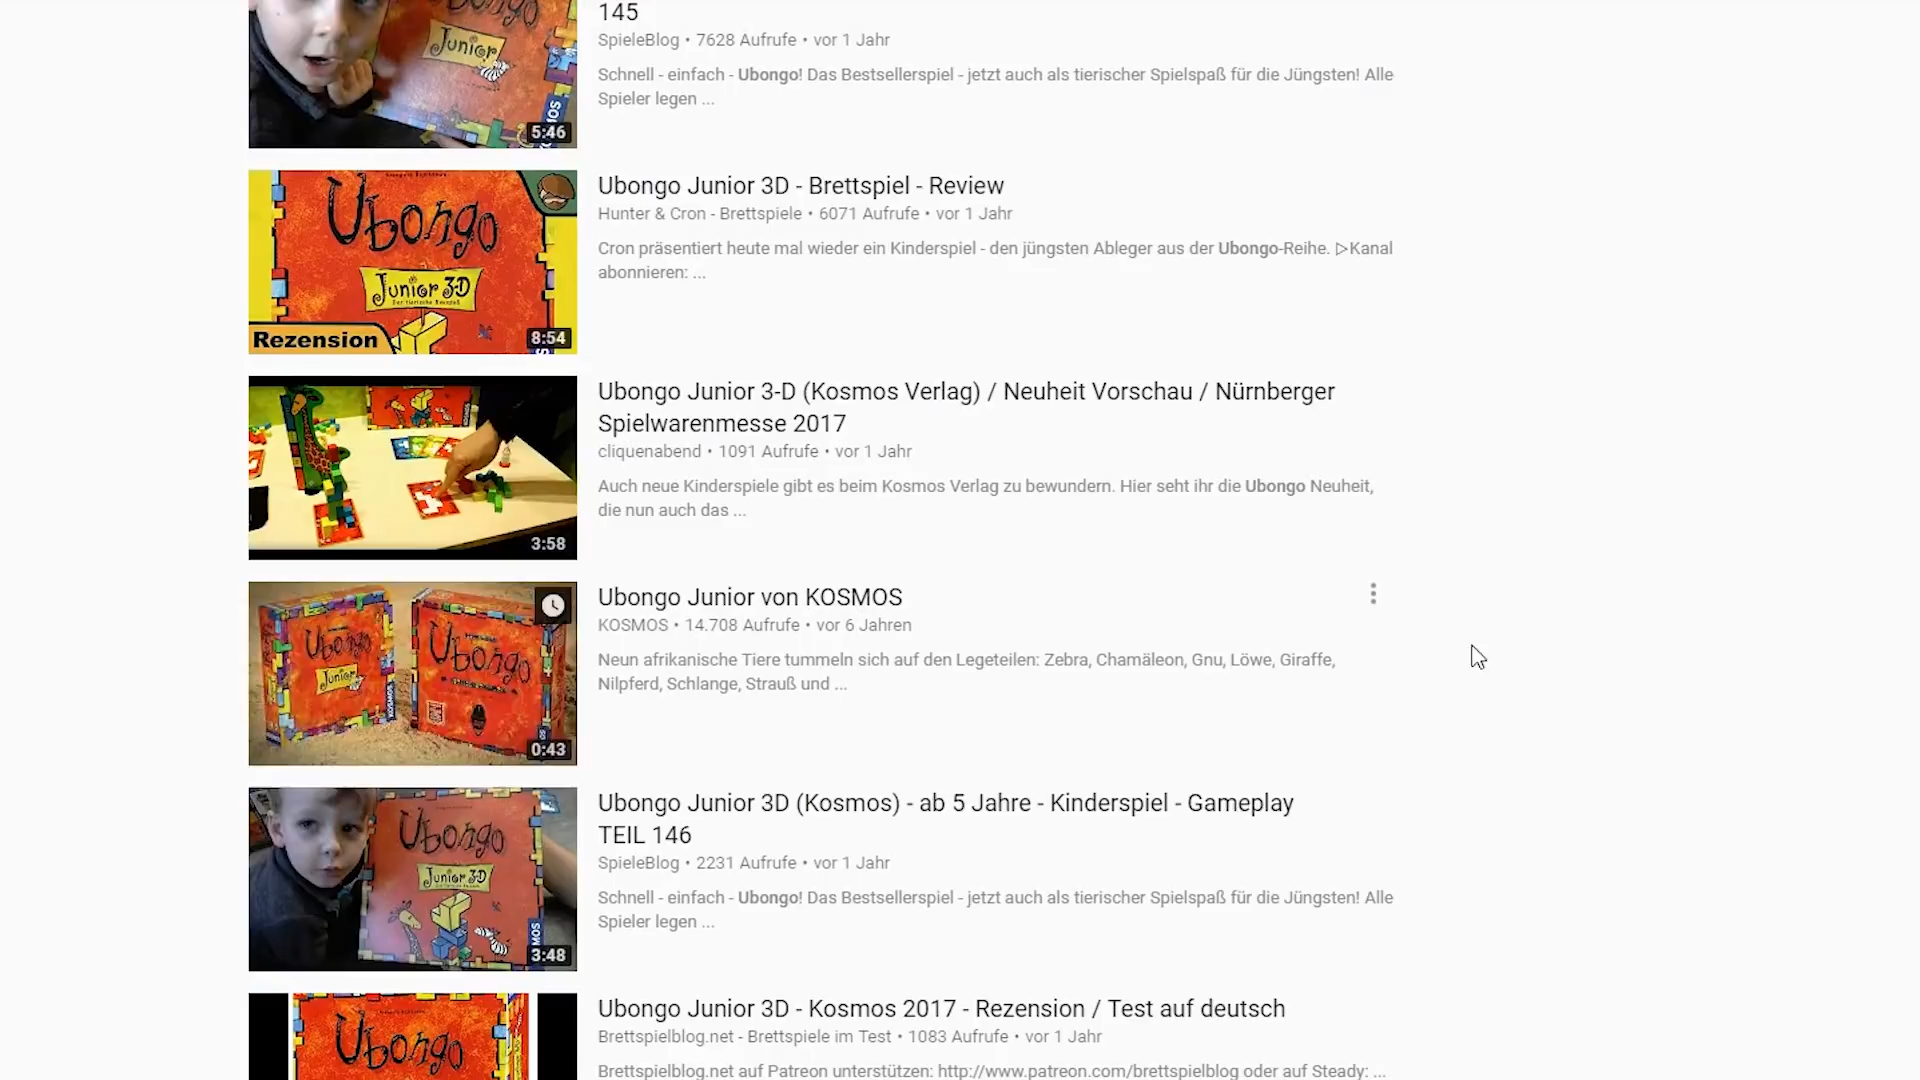 Ubongo
Junior
5:46
145
SpieleBlog • 7628 Aufrufe • vor 1 Jahr
Schnell - einfach - Ubongo! Das Bestsellerspiel - jetzt auch als tierischer Spielspaß für die Jüngsten! Alle
Spieler legen ...
Ubongo
Junior 3-D
Rezension
8:54
Ubongo Junior 3D - Brettspiel - Review
Hunter & Cron - Brettspiele • 6071 Aufrufe • vor 1 Jahr
Cron präsentiert heute mal wieder ein Kinderspiel - den jüngsten Ableger aus der Ubongo-Reihe. ▷Kanal
abonnieren: ...
3:58
Ubongo Junior 3-D (Kosmos Verlag) / Neuheit Vorschau / Nürnberger
Spielwarenmesse 2017
cliquenabend • 1091 Aufrufe • vor 1 Jahr
Auch neue Kinderspiele gibt es beim Kosmos Verlag zu bewundern. Hier seht ihr die Ubongo Neuheit,
die nun auch das ...
Ubongo
Junior
KOSMOS
Ubongo
0:43
Ubongo Junior von KOSMOS
KOSMOS • 14.708 Aufrufe • vor 6 Jahren
Neun afrikanische Tiere tummeln sich auf den Legeteilen: Zebra, Chamäleon, Gnu, Löwe, Giraffe,
Nilpferd, Schlange, Strauß und ...
Ubongo
Junior 3-D
3:48
Ubongo Junior 3D (Kosmos) - ab 5 Jahre - Kinderspiel - Gameplay
TEIL 146
SpieleBlog • 2231 Aufrufe • vor 1 Jahr
Schnell - einfach - Ubongo! Das Bestsellerspiel - jetzt auch als tierischer Spielspaß für die Jüngsten! Alle
Spieler legen ...
Ubongo
Ubongo Junior 3D - Kosmos 2017 - Rezension / Test auf deutsch
Brettspielblog.net - Brettspiele im Test • 1083 Aufrufe • vor 1 Jahr
Brettspielblog.net auf Patreon unterstützen: http://www.patreon.com/brettspielblog oder auf Steady: ...